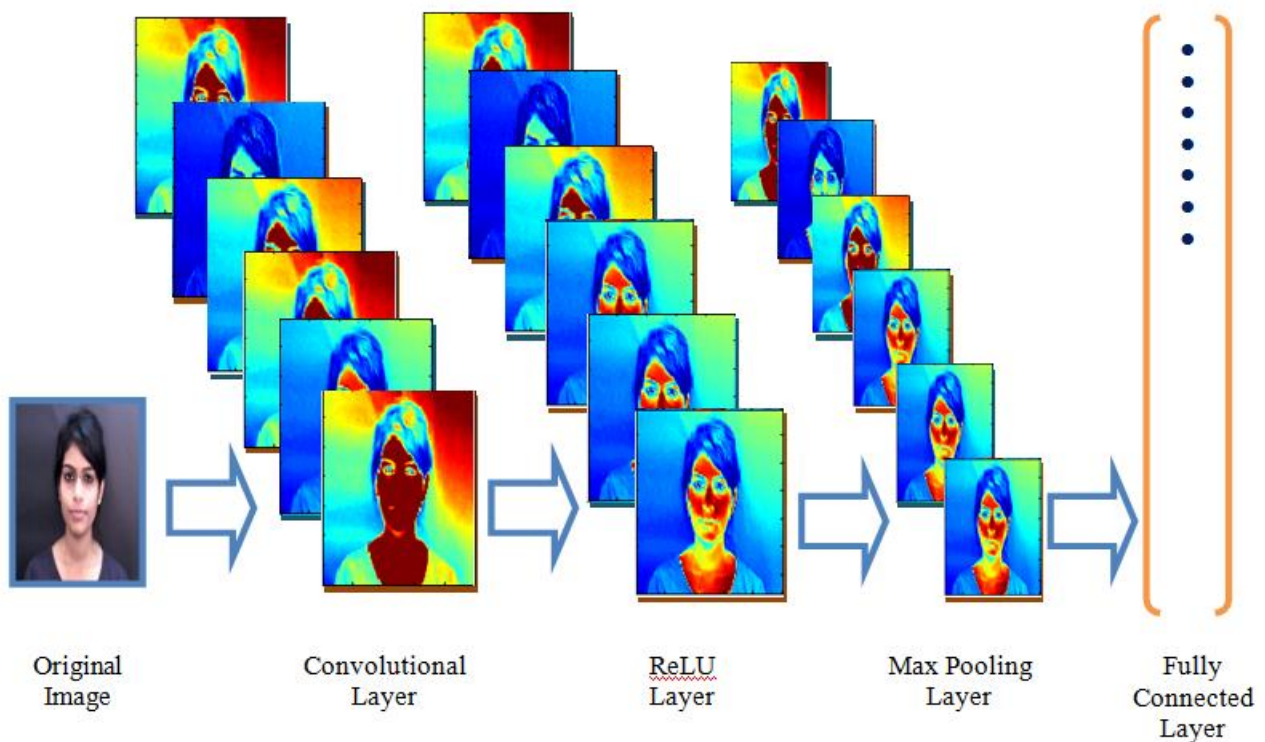 Original
Image
Convolutional
Layer
ReLU
Layer
Max Pooling
Layer
Fully
Connected
Layer